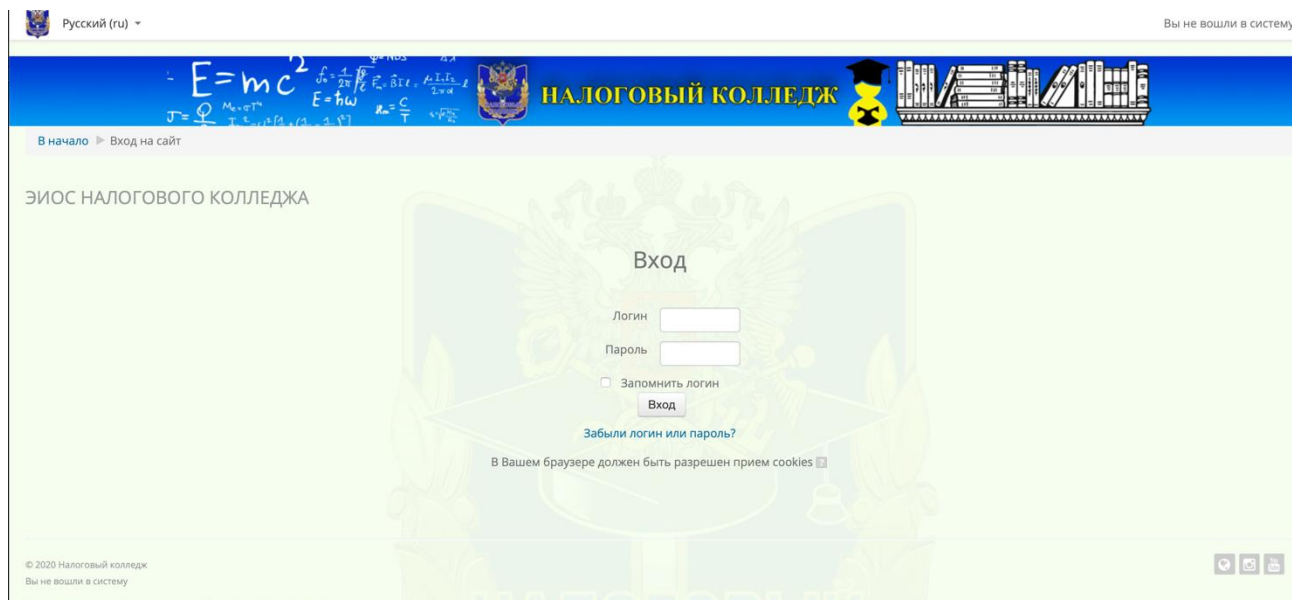 Русский (ru)
Вы не вошли в систему
E=mc²
E=ħω
НАЛОГОВЫЙ КОЛЛЕДЖ
В начало ▶ Вход на сайт
ЭИОС НАЛОГОВОГО КОЛЛЕДЖА
Вход
Логин
Пароль
Запомнить логин
Вход
Забыли логин или пароль?
В Вашем браузере должен быть разрешен прием cookies ?
© 2020 Налоговый колледж
Вы не вошли в систему